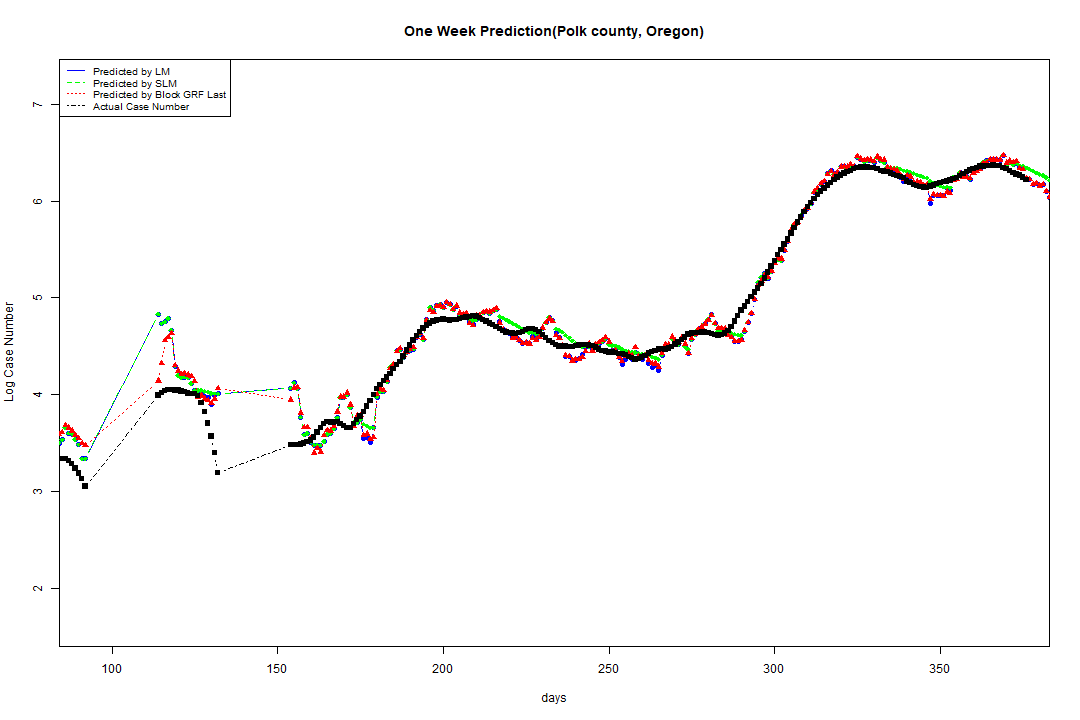 One Week Prediction(Polk county, Oregon)
Predicted by LM
Predicted by SLM
Predicted by Block GRF Last
Actual Case Number
7
6
5
4
3
2
Log Case Number
100 150 200 250 300 350
days